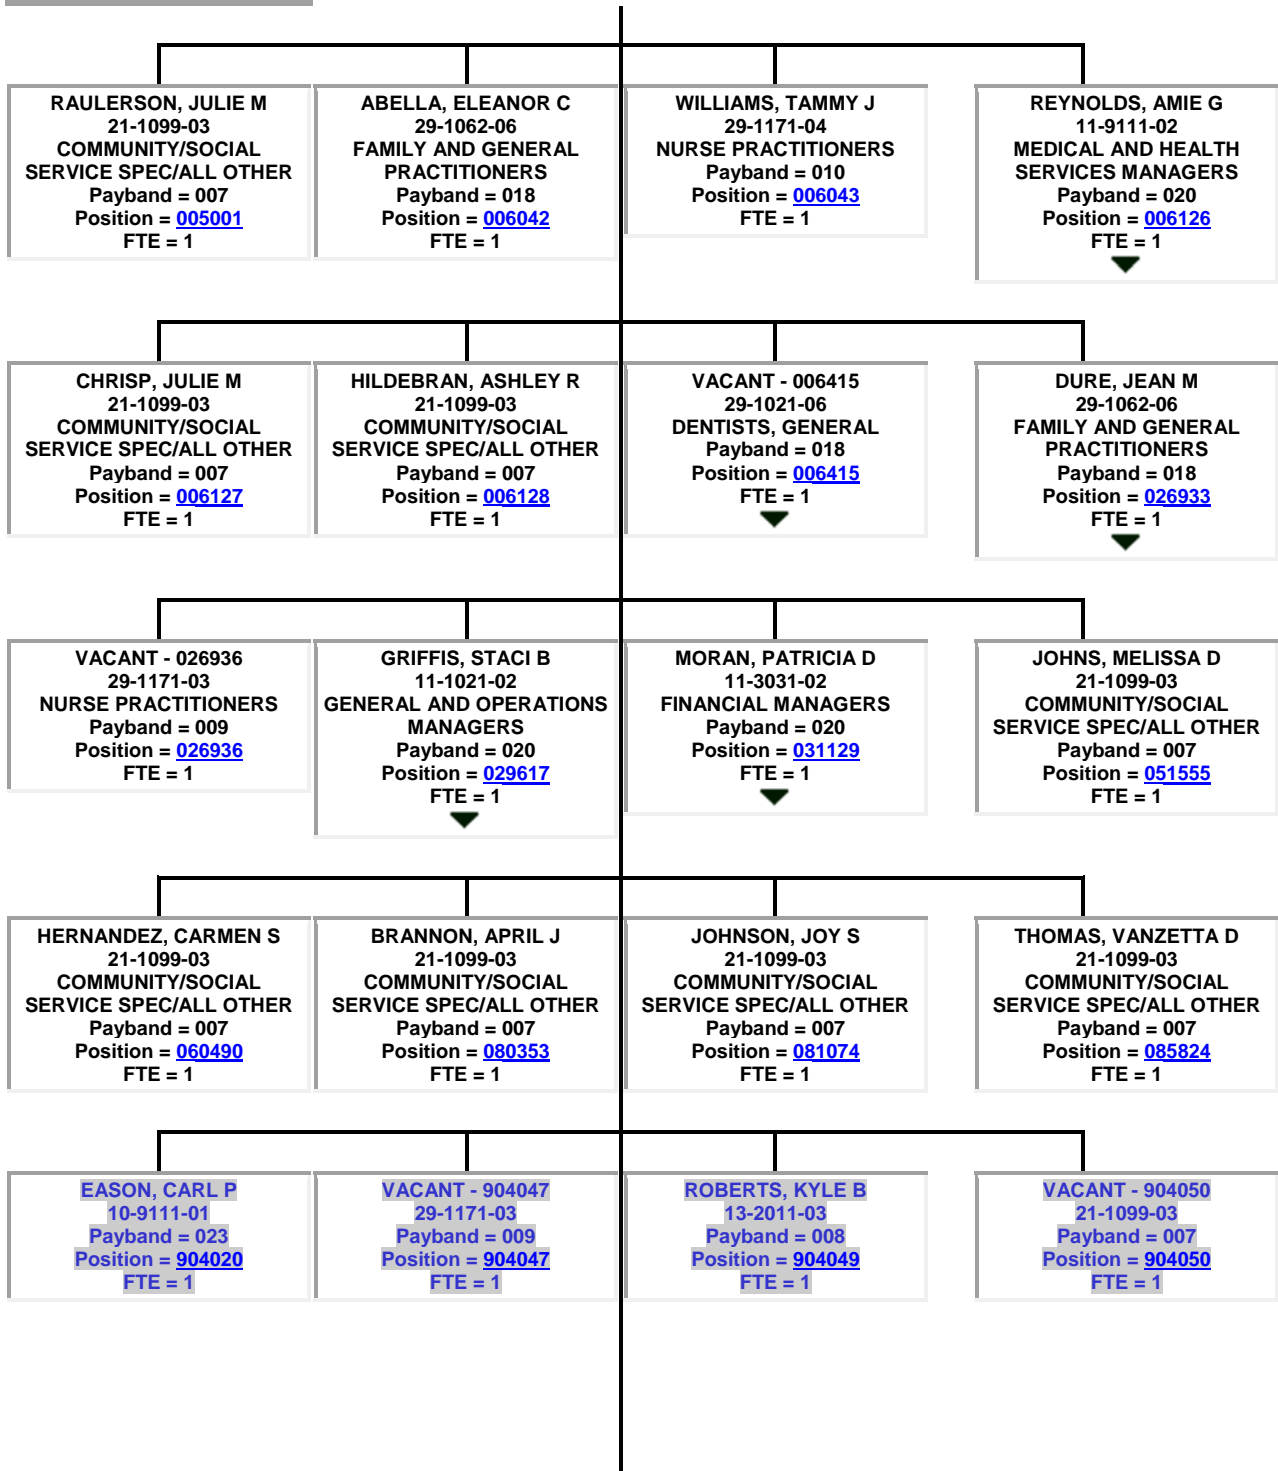 RAULERSON, JULIE M
21-1099-03
COMMUNITY/SOCIAL
SERVICE SPEC/ALL OTHER
Payband = 007
Position = 005001
FTE = 1
ABELLA, ELEANOR C
29-1062-06
FAMILY AND GENERAL
PRACTITIONERS
Payband = 018
Position = 006042
FTE = 1
WILLIAMS, TAMMY J
29-1171-04
NURSE PRACTITIONERS
Payband = 010
Position = 006043
FTE = 1
REYNOLDS, AMIE G
11-9111-02
MEDICAL AND HEALTH
SERVICES MANAGERS
Payband = 020
Position = 006126
FTE = 1
CHRISP, JULIE M
21-1099-03
COMMUNITY/SOCIAL
SERVICE SPEC/ALL OTHER
Payband = 007
Position = 006127
FTE = 1
HILDEBRAN, ASHLEY R
21-1099-03
COMMUNITY/SOCIAL
SERVICE SPEC/ALL OTHER
Payband = 007
Position = 006128
FTE = 1
VACANT - 006415
29-1021-06
DENTISTS, GENERAL
Payband = 018
Position = 006415
FTE = 1
DURE, JEAN M
29-1062-06
FAMILY AND GENERAL
PRACTITIONERS
Payband = 018
Position = 026933
FTE = 1
VACANT - 026936
29-1171-03
NURSE PRACTITIONERS
Payband = 009
Position = 026936
FTE = 1
GRIFFIS, STACI B
11-1021-02
GENERAL AND OPERATIONS
MANAGERS
Payband = 020
Position = 029617
FTE = 1
MORAN, PATRICIA D
11-3031-02
FINANCIAL MANAGERS
Payband = 020
Position = 031129
FTE = 1
JOHNS, MELISSA D
21-1099-03
COMMUNITY/SOCIAL
SERVICE SPEC/ALL OTHER
Payband = 007
Position = 051555
FTE = 1
HERNANDEZ, CARMEN S
21-1099-03
COMMUNITY/SOCIAL
SERVICE SPEC/ALL OTHER
Payband = 007
Position = 060490
FTE = 1
BRANNON, APRIL J
21-1099-03
COMMUNITY/SOCIAL
SERVICE SPEC/ALL OTHER
Payband = 007
Position = 080353
FTE = 1
JOHNSON, JOY S
21-1099-03
COMMUNITY/SOCIAL
SERVICE SPEC/ALL OTHER
Payband = 007
Position = 081074
FTE = 1
THOMAS, VANZETTA D
21-1099-03
COMMUNITY/SOCIAL
SERVICE SPEC/ALL OTHER
Payband = 007
Position = 085824
FTE = 1
EASON, CARL P
10-9111-01
Payband = 023
Position = 904020
FTE = 1
VACANT - 904047
29-1171-03
Payband = 009
Position = 904047
FTE = 1
ROBERTS, KYLE B
13-2011-03
Payband = 008
Position = 904049
FTE = 1
VACANT - 904050
21-1099-03
Payband = 007
Position = 904050
FTE = 1